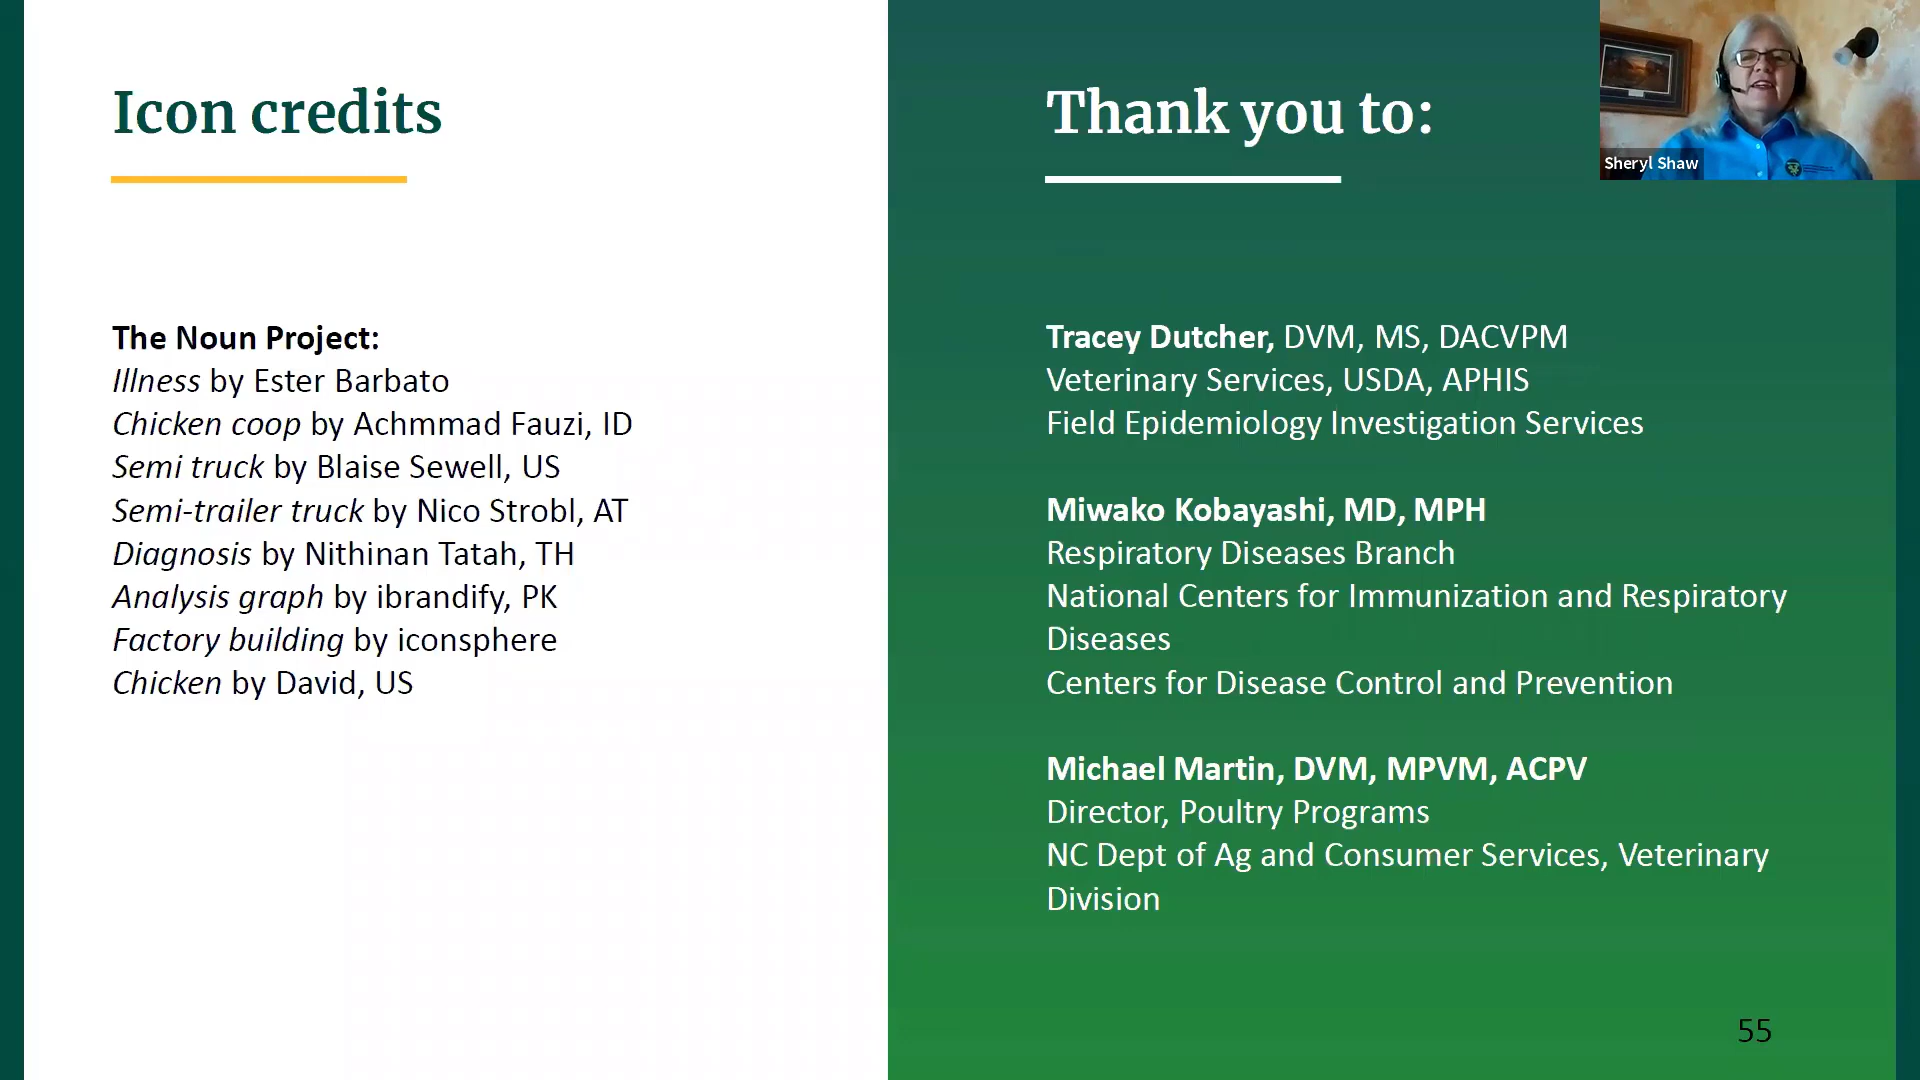 Icon credits
The Noun Project:
Illness by Ester Barbato
Chicken coop by Achmmad Fauzi, ID
Semi truck by Blaise Sewell, US
Semi-trailer truck by Nico Strobl, AT
Diagnosis by Nithinan Tatah, TH
Analysis graph by ibrandify, PK
Factory building by iconsphere
Chicken by David, US
Thank you to:
Tracey Dutcher, DVM, MS, DACVPM
Veterinary Services, USDA, APHIS
Field Epidemiology Investigation Services
Miwako Kobayashi, MD, MPH
Respiratory Diseases Branch
National Centers for Immunization and Respiratory
Diseases
Centers for Disease Control and Prevention
Michael Martin, DVM, MPVM, ACPV
Director, Poultry Programs
NC Dept of Ag and Consumer Services, Veterinary
Division
55
Sheryl Shaw